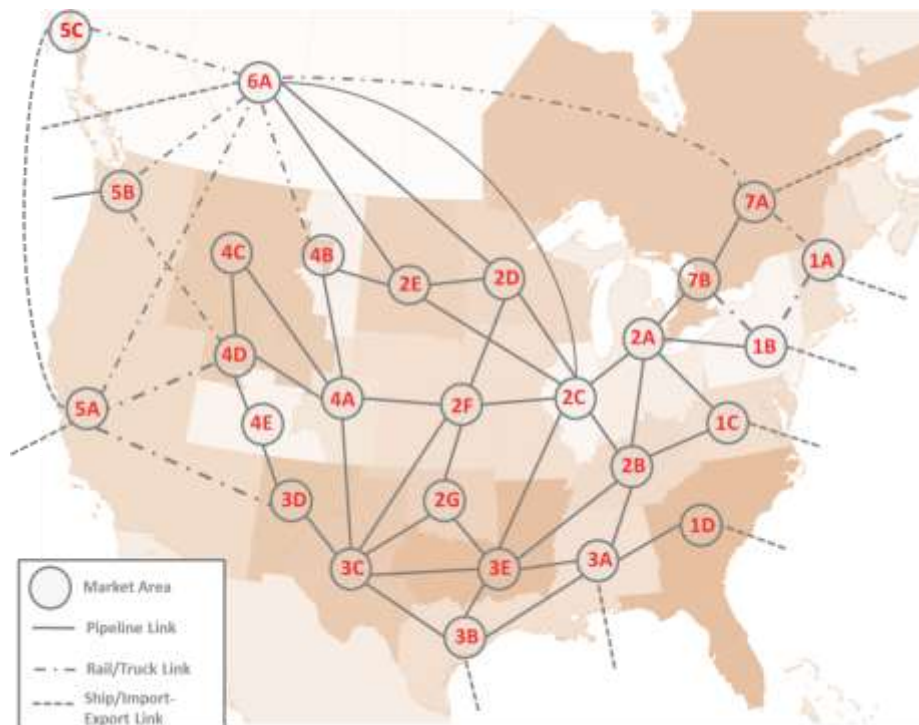 5C
6A
5B
7A
4C
4B
1A
2E
2D
7B
2A
1B
4D
4A
2F
2C
5A
4E
1C
2B
3D
2G
1D
3C
3E
3A
3B
Market Area
Pipeline Link
Rail/Truck Link
Ship/Import-
Export Link